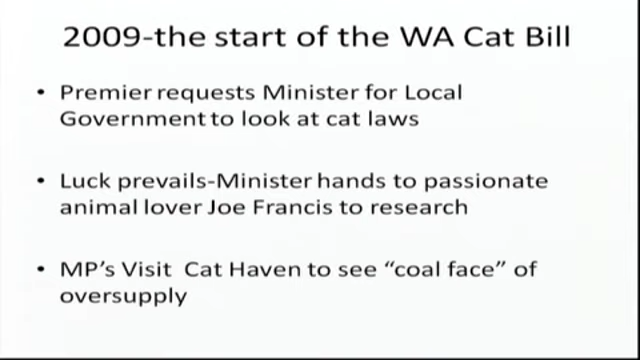 2009-the start of the WA Cat Bill
• Premier requests Minister for Local
Government to look at cat laws
• Luck prevails-Minister hands to passionate
animal lover Joe Francis to research
• MP's Visit Cat Haven to see “coal face” of
oversupply